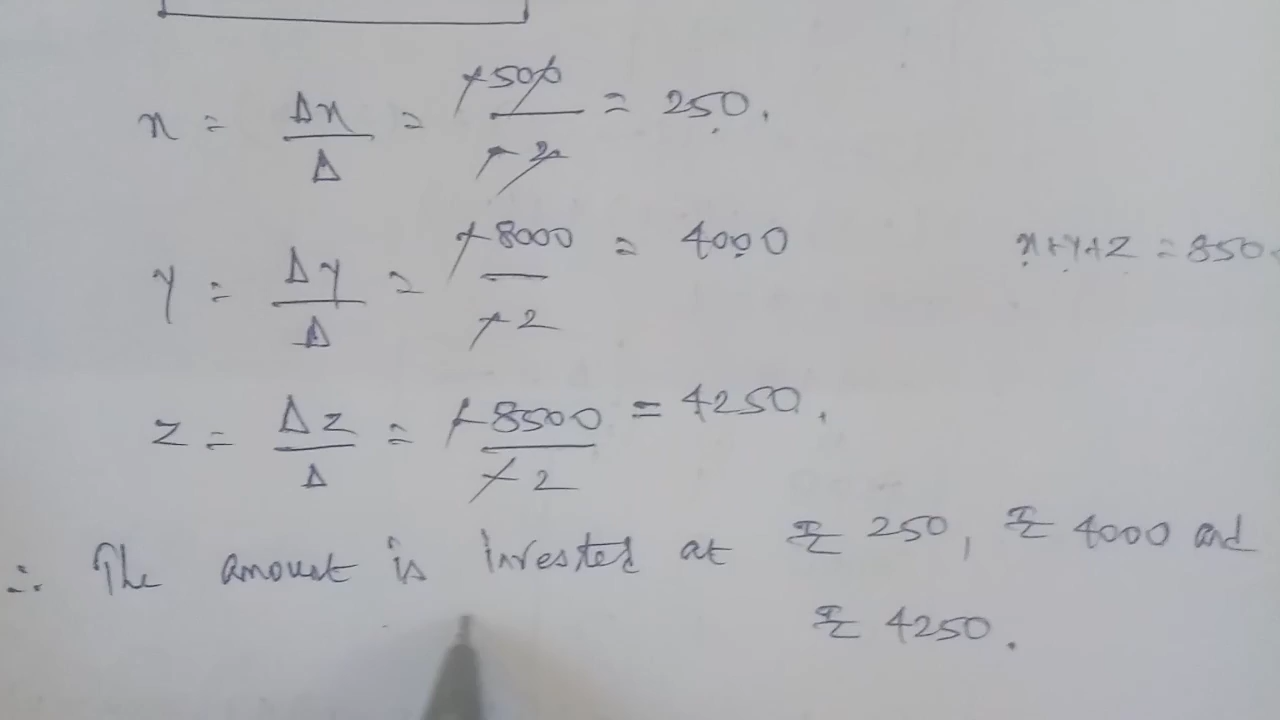 x = Δx/Δ = -500/-2 = 250.
y = Δy/Δ = -8000/-2 = 4000
x+y+z = 850
z = Δz/Δ = -8500/-2 = 4250.
∴ The amount is invested at ₹ 250, ₹ 4000 and
₹ 4250.